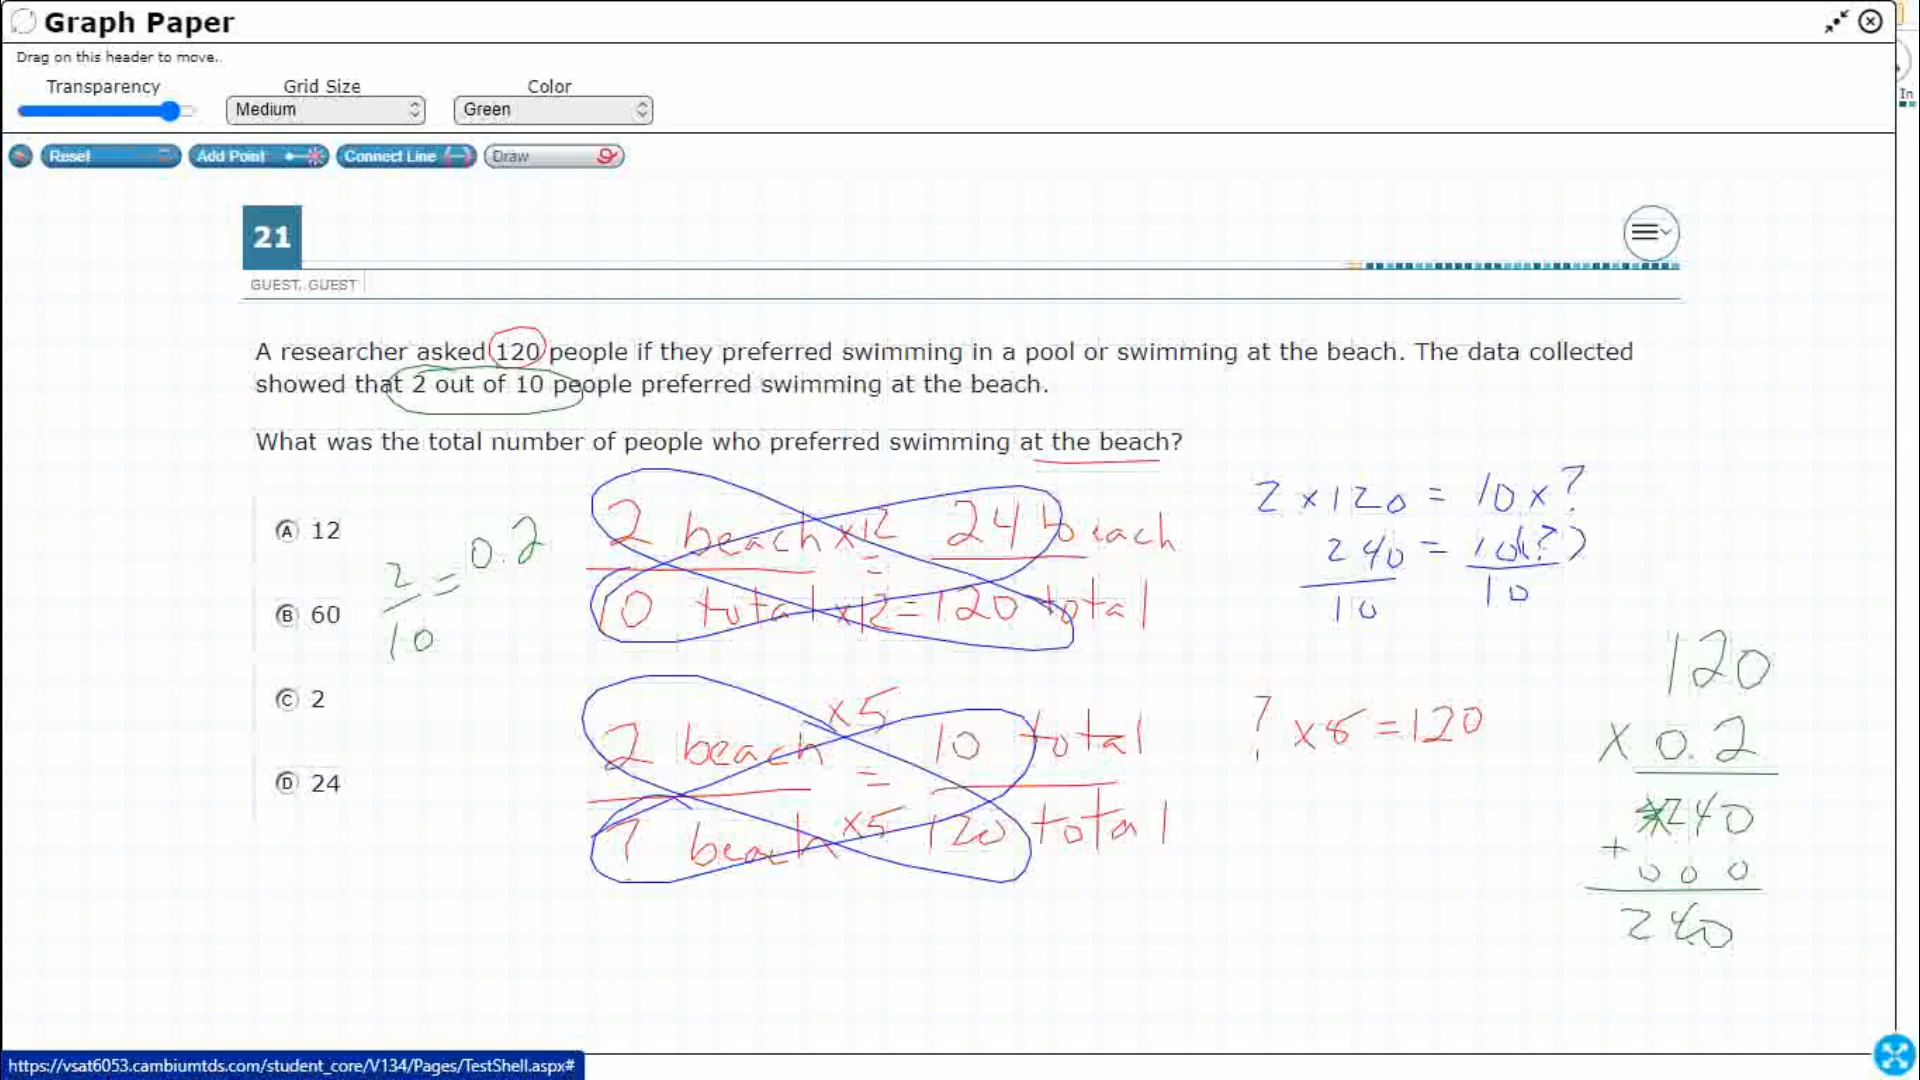 Graph Paper
Drag on this header to move..
Transparency Grid Size Color
Medium Green
Reset Add Point Connect Line Draw
In
21
GUEST, GUEST
A researcher asked 120 people if they preferred swimming in a pool or swimming at the beach. The data collected
showed that 2 out of 10 people preferred swimming at the beach.
What was the total number of people who preferred swimming at the beach?
A 12
B 60
C 2
D 24
2/10 = 0.2
2 beach x12 = 24 beach
10 total x12 = 120 total
2 beach x5 = 10 total
? beach x5 120 total
2 x 120 = 10 x ?
240 = 10(?)
10 10
? x 5 = 120
120
x 0.2
240
+ 000
240
https://vsat6053.cambiumtds.com/student_core/V134/Pages/TestShell.aspx#